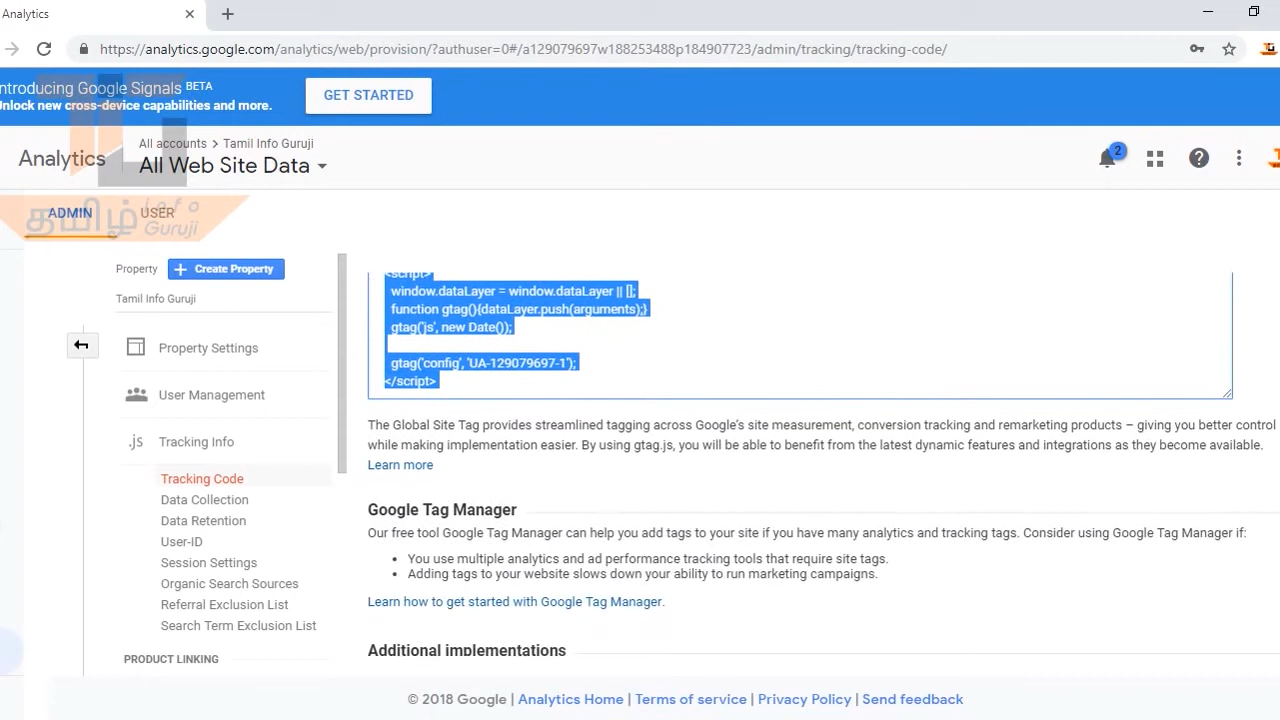 Analytics
https://analytics.google.com/analytics/web/provision/?authuser=0#/a129079697w188253488p184907723/admin/tracking/tracking-code/
ntroducing Google Signals BETA
Unlock new cross-device capabilities and more.
GET STARTED
Analytics
All accounts > Tamil Info Guruji
All Web Site Data
2
ADMIN
USER
தமிழ் Info
Guruji
Property
Create Property
Tamil Info Guruji
Property Settings
User Management
.js Tracking Info
Tracking Code
Data Collection
Data Retention
User-ID
Session Settings
Organic Search Sources
Referral Exclusion List
Search Term Exclusion List
PRODUCT LINKING
<script>
window.dataLayer = window.dataLayer || [];
function gtag(){dataLayer.push(arguments);}
gtag('js', new Date());
gtag('config', 'UA-129079697-1');
</script>
The Global Site Tag provides streamlined tagging across Google's site measurement, conversion tracking and remarketing products – giving you better control
while making implementation easier. By using gtag.js, you will be able to benefit from the latest dynamic features and integrations as they become available.
Learn more
Google Tag Manager
Our free tool Google Tag Manager can help you add tags to your site if you have many analytics and tracking tags. Consider using Google Tag Manager if:
• You use multiple analytics and ad performance tracking tools that require site tags.
• Adding tags to your website slows down your ability to run marketing campaigns.
Learn how to get started with Google Tag Manager.
Additional implementations
© 2018 Google | Analytics Home | Terms of service | Privacy Policy | Send feedback